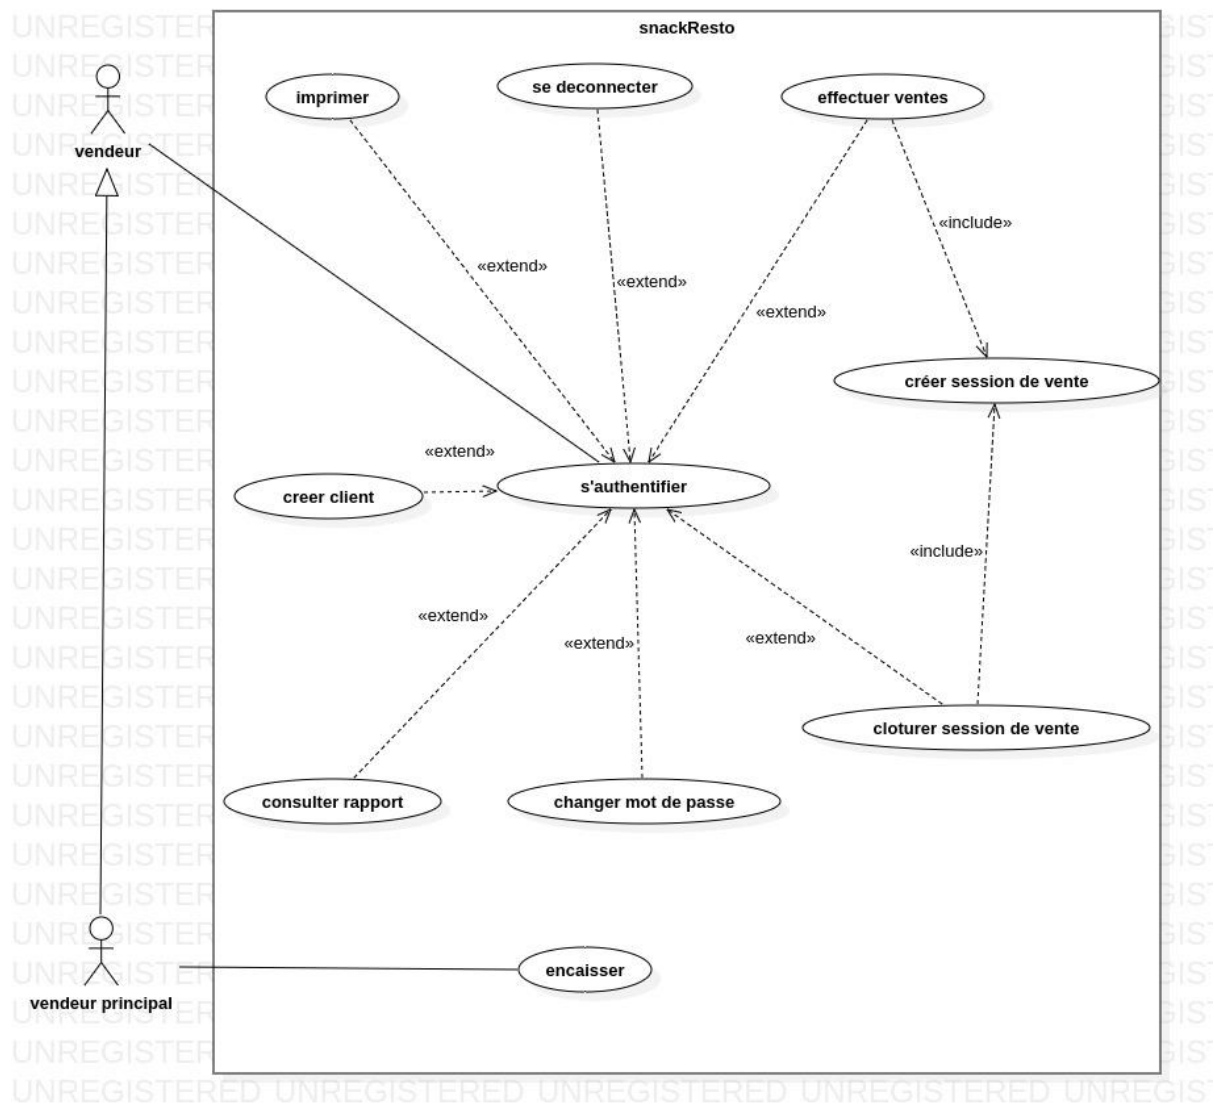 snackResto
imprimer
se deconnecter
effectuer ventes
vendeur
«include»
«extend»
«extend»
«extend»
créer session de vente
«extend»
s'authentifier
creer client
«include»
«extend»
«extend»
«extend»
cloturer session de vente
consulter rapport
changer mot de passe
encaisser
vendeur principal
UNREGISTERED UNREGISTERED UNREGISTERED UNREGISTERED UNREGIST